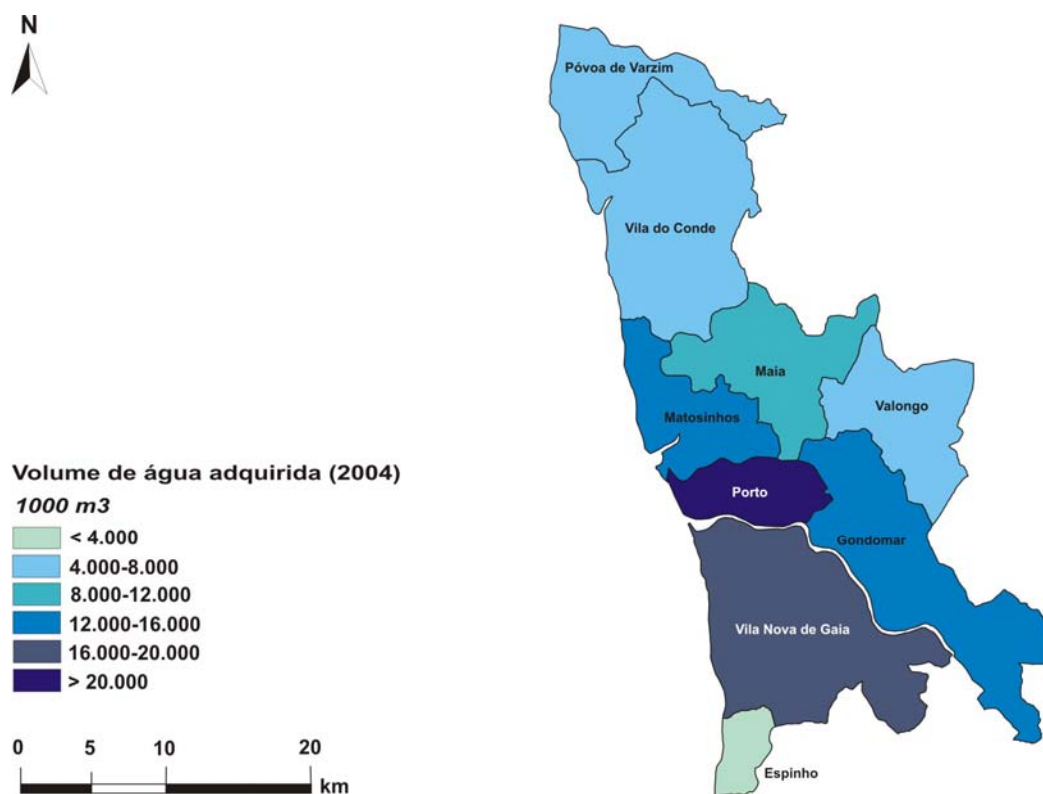 N
Póvoa de Varzim
Vila do Conde
Maia
Valongo
Matosinhos
Porto
Gondomar
Vila Nova de Gaia
Espinho
Volume de água adquirida (2004)
1000 m3
< 4.000
4.000-8.000
8.000-12.000
12.000-16.000
16.000-20.000
> 20.000
0 5 10 20
km